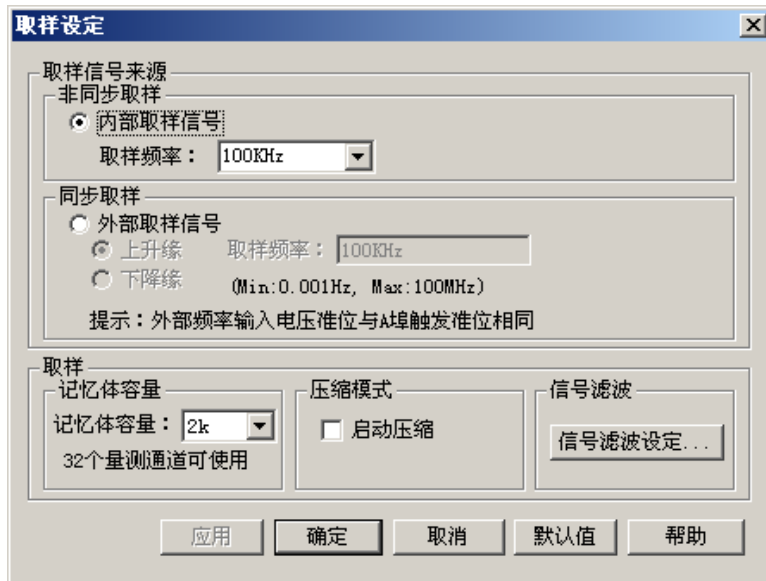 取样设定
取样信号来源
非同步取样
内部取样信号
取样频率： 100KHz
同步取样
外部取样信号
上升缘 取样频率： 100KHz
下降缘 (Min:0.001Hz, Max:100MHz)
提示：外部频率输入电压准位与A埠触发准位相同
取样
记忆体容量
记忆体容量： 2k
32个量测通道可使用
压缩模式
启动压缩
信号滤波
信号滤波设定...
应用 确定 取消 默认值 帮助